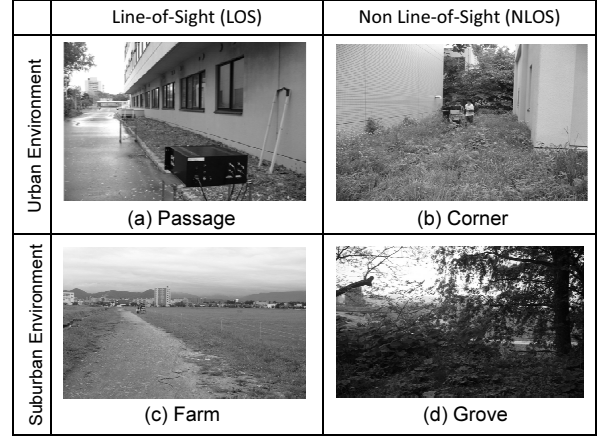 Line-of-Sight (LOS)
Non Line-of-Sight (NLOS)
Urban Environment
(a) Passage
(b) Corner
Suburban Environment
(c) Farm
(d) Grove